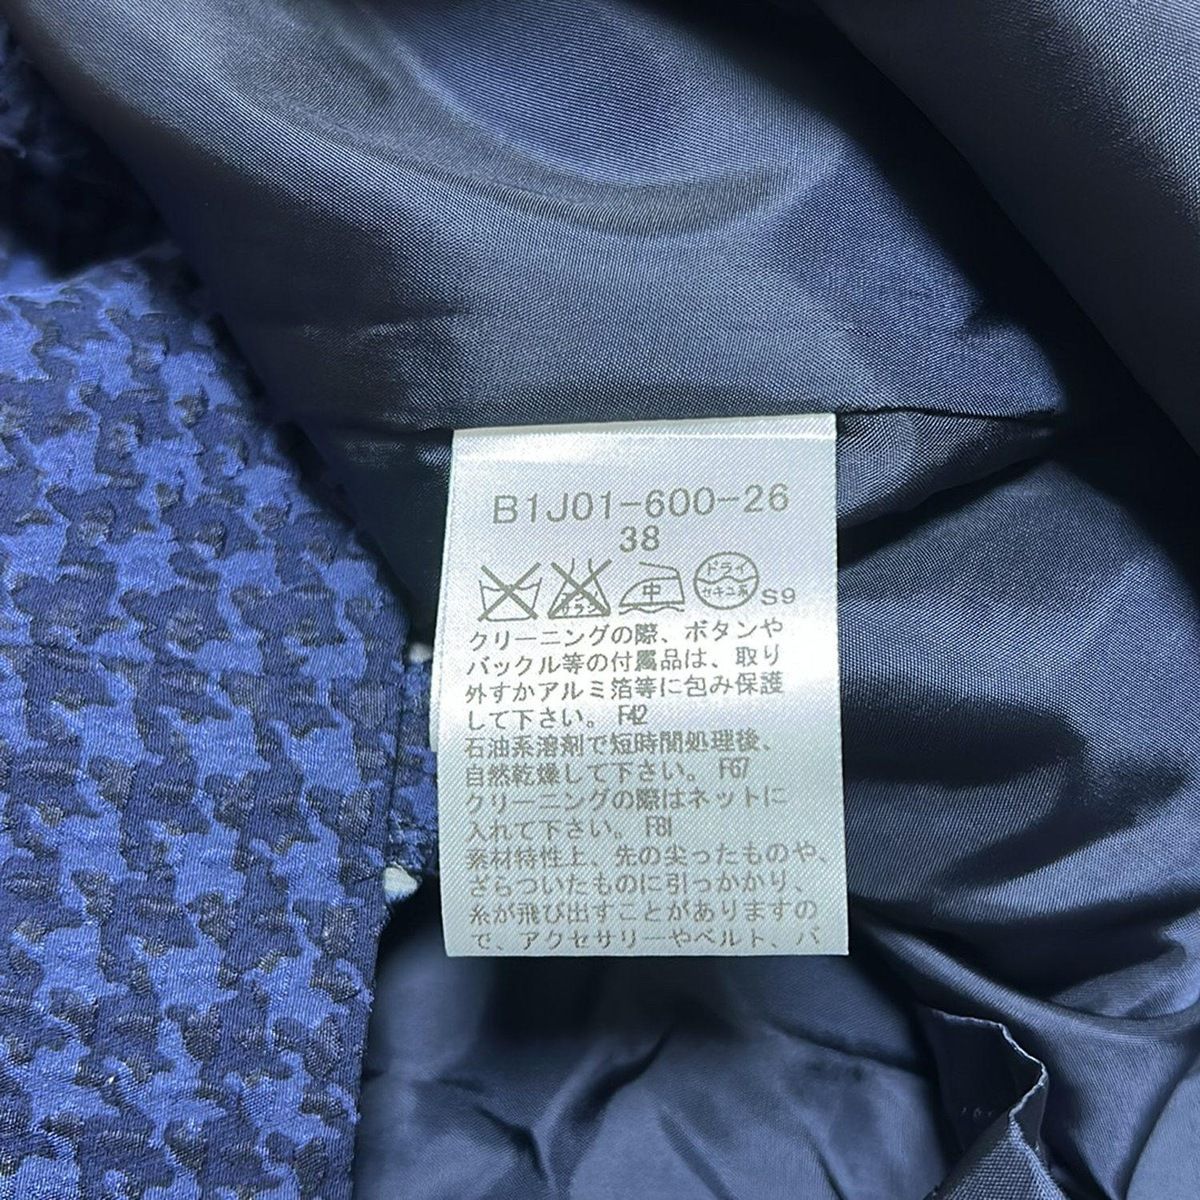 B1J01-600-26
38
エンソ
サラシ
中
ドライ
セキユ系
S9
クリーニングの際、ボタンや
バックル等の付属品は、取り
外すかアルミ箔等に包み保護
して下さい。 F42
石油系溶剤で短時間処理後、
自然乾燥して下さい。 F67
クリーニングの際はネットに
入れて下さい。 F81
素材特性上、先の尖ったものや、
ざらついたものに引っかかり、
糸が飛び出すことがありますの
で、アクセサリーやベルト、バ